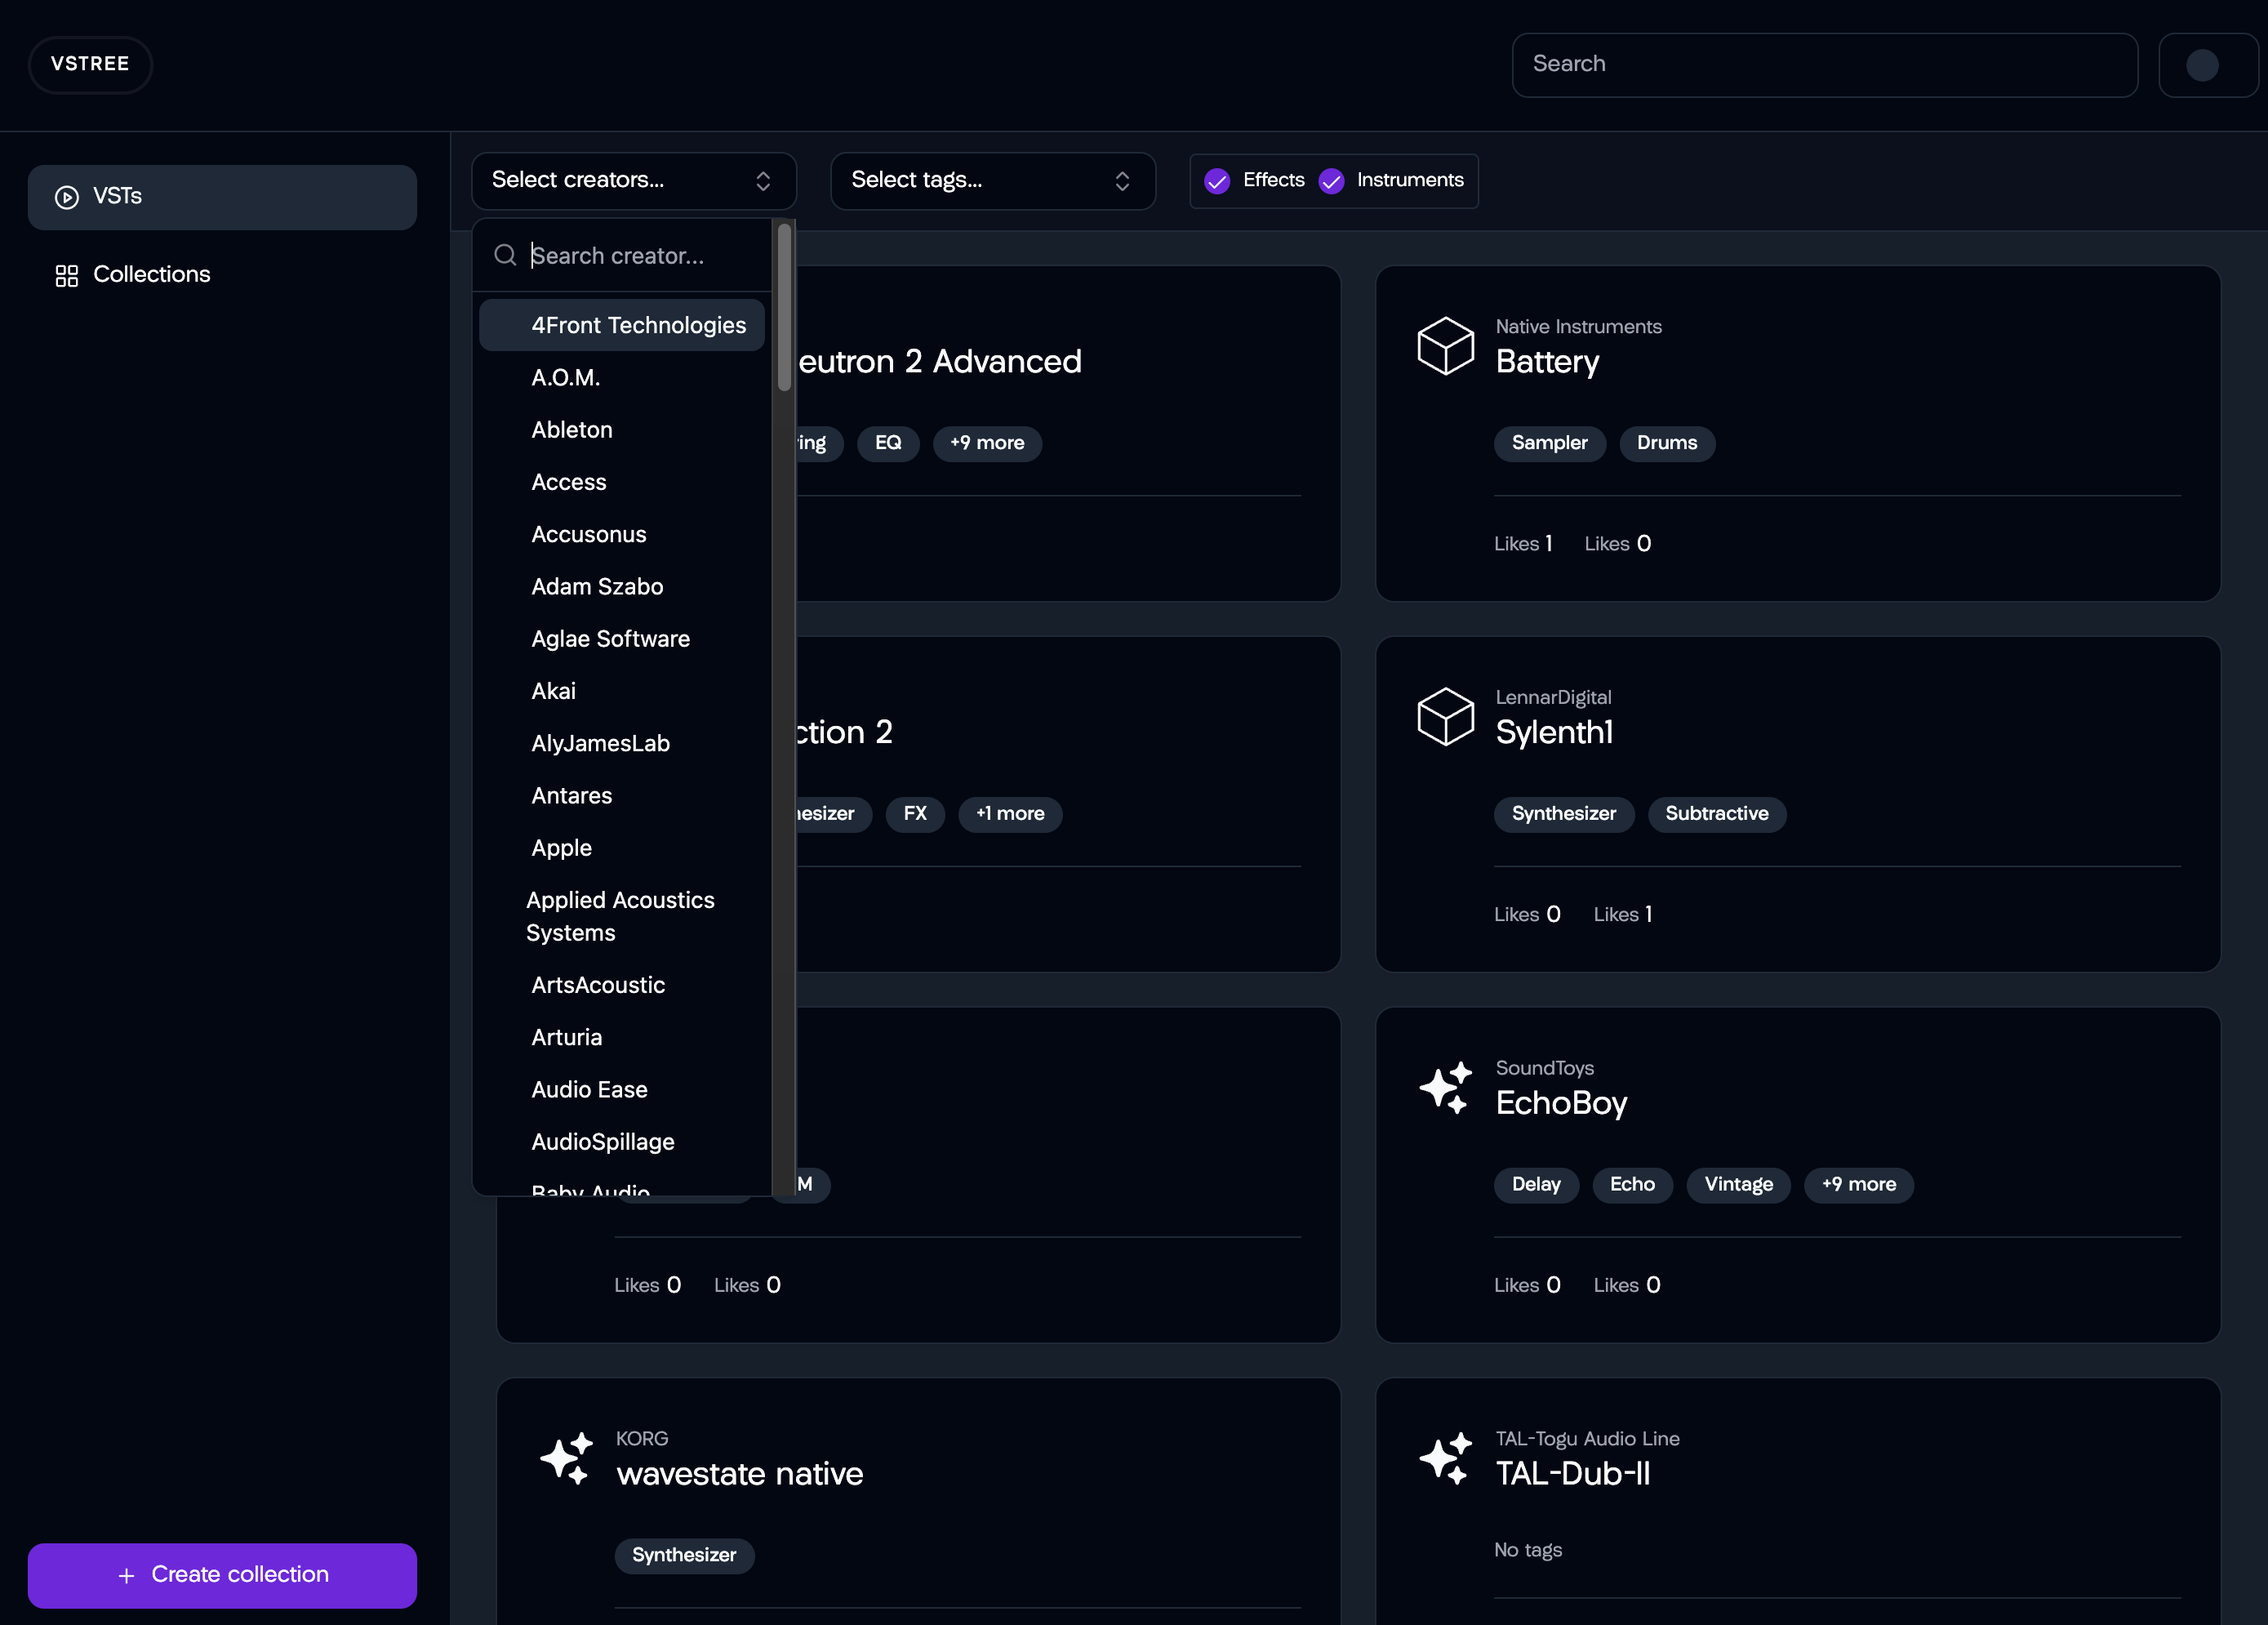 VSTREE
Search
VSTs
Collections
Select creators...
Select tags...
Effects
Instruments
Search creator...
4Front Technologies
A.O.M.
Ableton
Access
Accusonus
Adam Szabo
Aglae Software
Akai
AlyJamesLab
Antares
Apple
Applied Acoustics
Systems
ArtsAcoustic
Arturia
Audio Ease
AudioSpillage
Baby Audio
eutron 2 Advanced
ring EQ +9 more
Native Instruments
Battery
Sampler Drums
Likes 1 Likes 0
ction 2
hesizer FX +1 more
LennarDigital
Sylenth1
Synthesizer Subtractive
Likes 0 Likes 1
M
Likes 0 Likes 0
SoundToys
EchoBoy
Delay Echo Vintage +9 more
Likes 0 Likes 0
KORG
wavestate native
Synthesizer
TAL-Togu Audio Line
TAL-Dub-II
No tags
+ Create collection